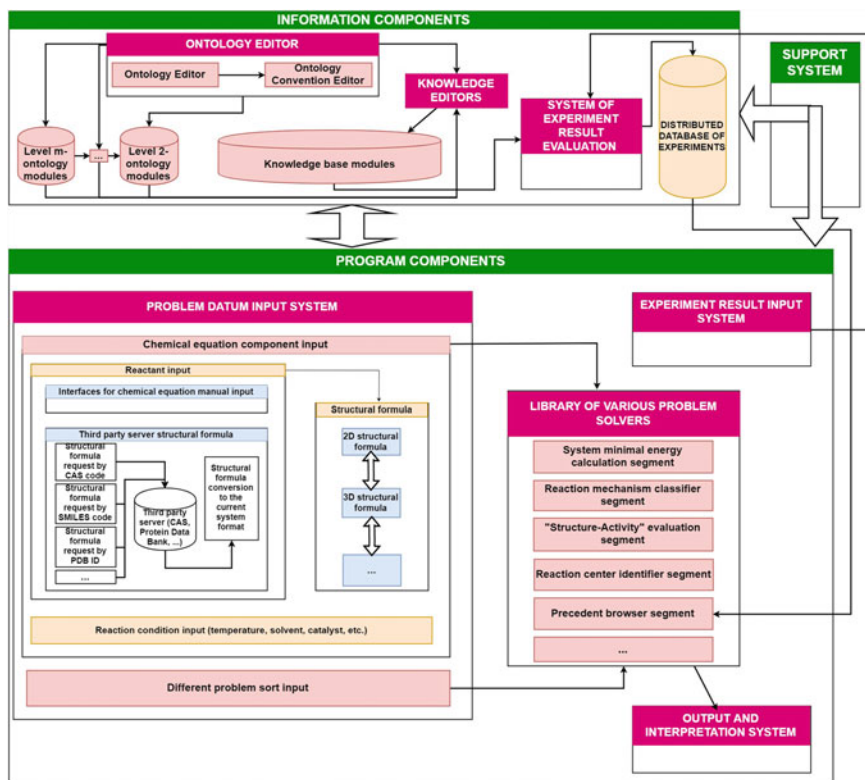 INFORMATION COMPONENTS
ONTOLOGY EDITOR
Ontology Editor
Ontology
Convention Editor
KNOWLEDGE
EDITORS
Level m-
ontology
modules
...
Level 2-
ontology
modules
Knowledge base modules
SYSTEM OF
EXPERIMENT
RESULT
EVALUATION
DISTRIBUTED
DATABASE OF
EXPERIMENTS
SUPPORT
SYSTEM
PROGRAM COMPONENTS
PROBLEM DATUM INPUT SYSTEM
Chemical equation component input
Reactant input
Interfaces for chemical equation manual input
Third party server structural formula
Structural
formula
request by
CAS code
Structural
formula
request by
SMILES code
Structural
formula
request by
PDB ID
...
Third party
server (CAS,
Protein Data
Bank, ...)
Structural
formula
conversion
to the
current
system
format
Structural formula
2D structural
formula
3D structural
formula
...
Reaction condition input (temperature, solvent, catalyst, etc.)
Different problem sort input
EXPERIMENT RESULT INPUT
SYSTEM
LIBRARY OF VARIOUS PROBLEM
SOLVERS
System minimal energy
calculation segment
Reaction mechanism classifier
segment
"Structure-Activity" evaluation
segment
Reaction center identifier segment
Precedent browser segment
...
OUTPUT AND
INTERPRETATION SYSTEM